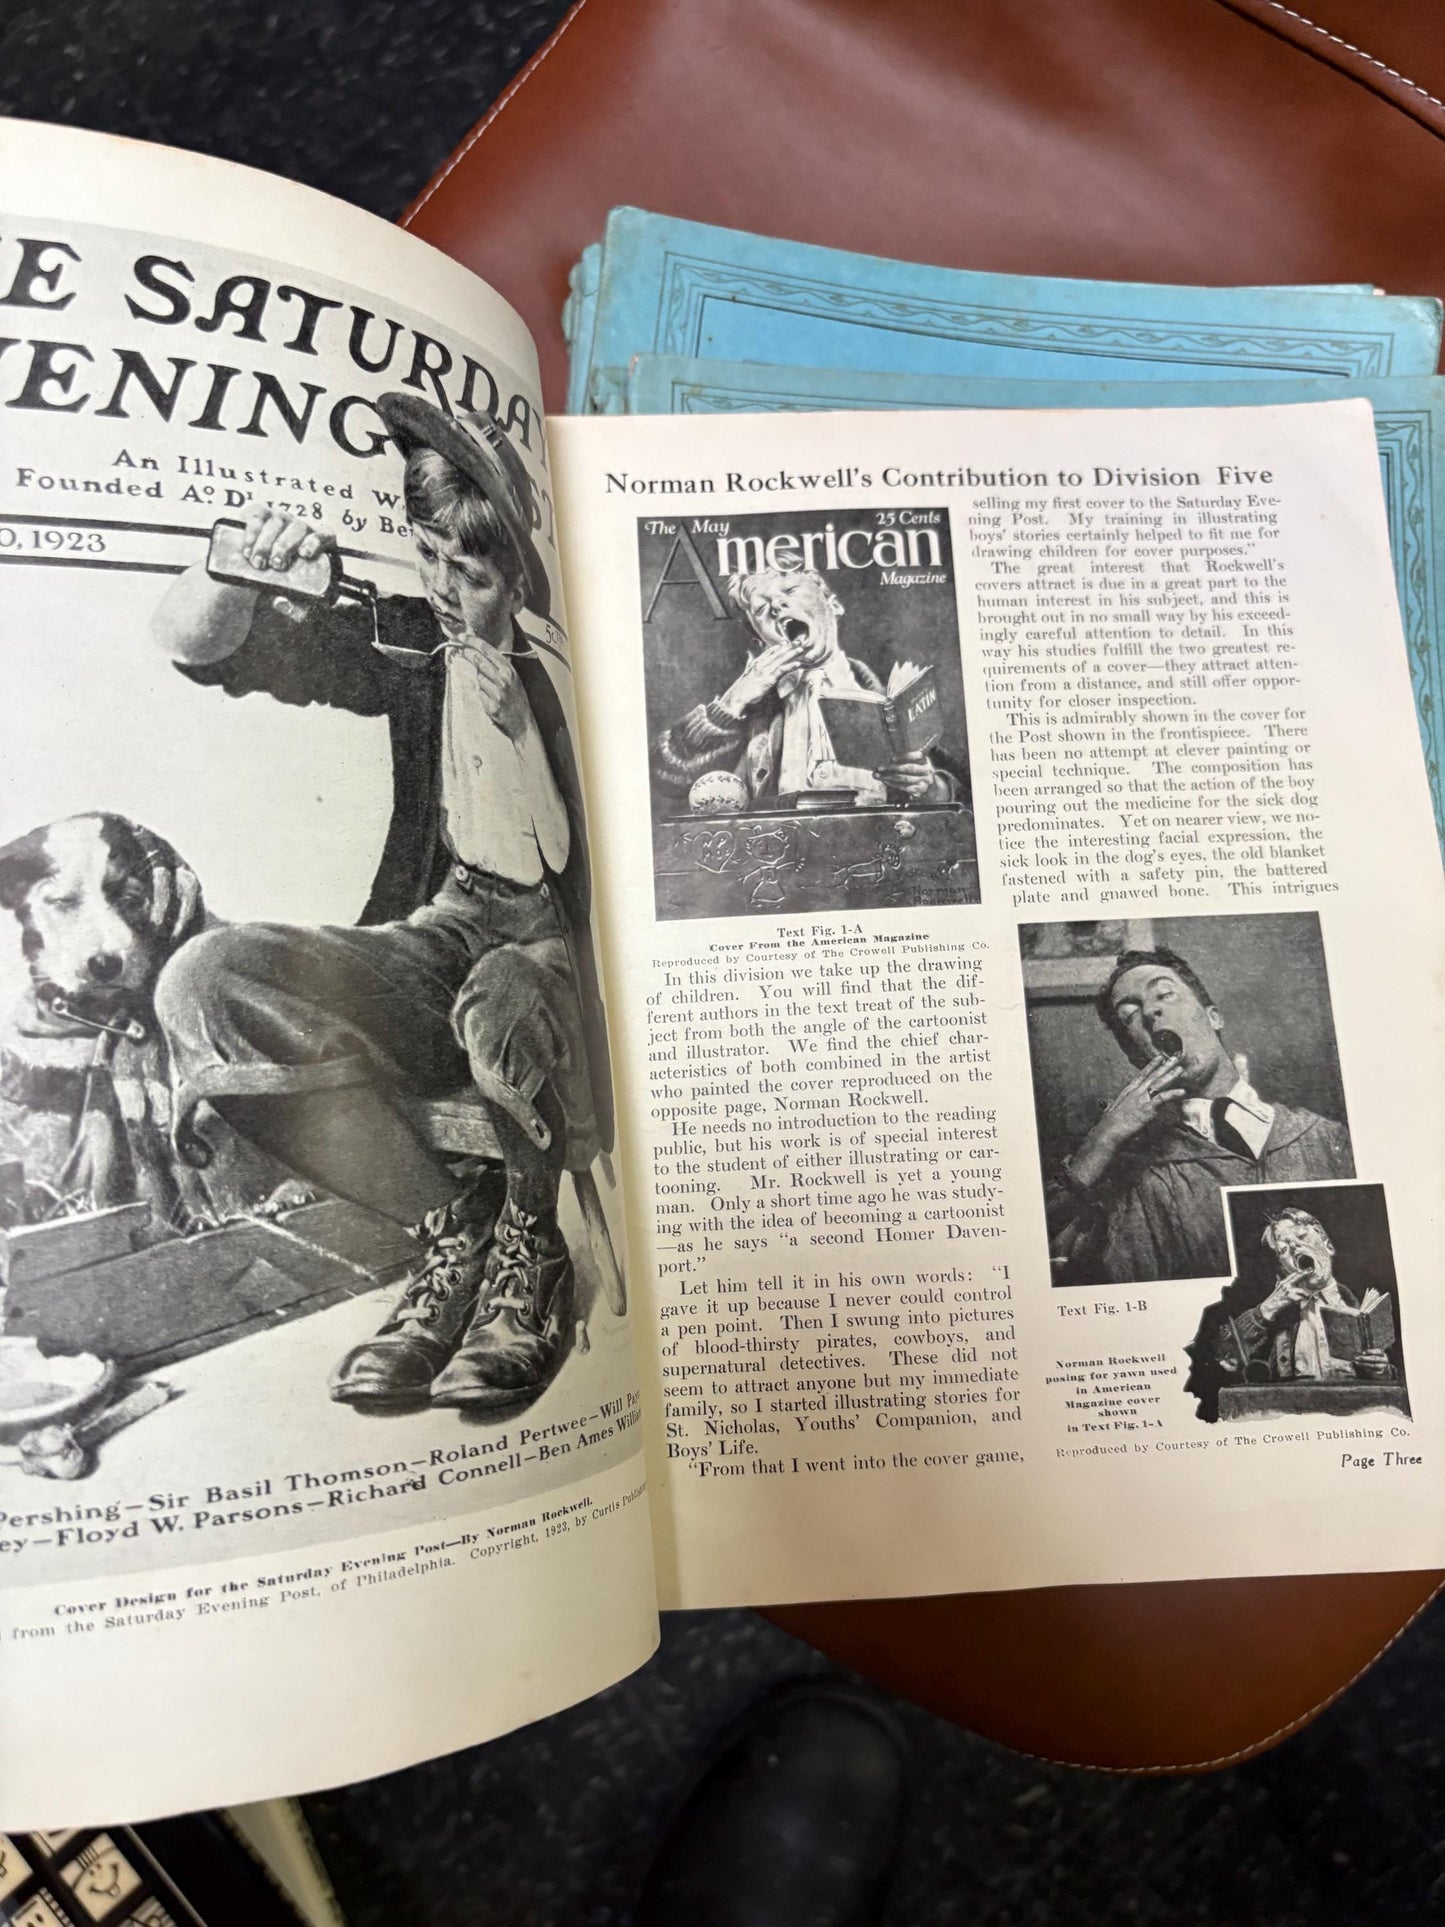 E SATURDAY
ENING
An Illustrated
Founded Aº Dⁱ 1728 by Ben
0, 1923
5c.
Pershing—Sir Basil Thomson—Roland Pertwee—Will
ey—Floyd W. Parsons—Richard Connell—Ben Ames William
Cover Design for the Saturday Evening Post—By Norman Rockwell.
from the Saturday Evening Post, of Philadelphia. Copyright, 1923, by Curtis
Norman Rockwell's Contribution to Division Five
The May
25 Cents
American
Magazine
LATIN
Norman
Rockwell
Text Fig. 1-A
Cover From the American Magazine
Reproduced by Courtesy of The Crowell Publishing Co.
In this division we take up the drawing
of children. You will find that the dif-
ferent authors in the text treat of the sub-
ject from both the angle of the cartoonist
and illustrator. We find the chief char-
acteristics of both combined in the artist
who painted the cover reproduced on the
opposite page, Norman Rockwell.
He needs no introduction to the reading
public, but his work is of special interest
to the student of either illustrating or car-
tooning. Mr. Rockwell is yet a young
man. Only a short time ago he was study-
ing with the idea of becoming a cartoonist
—as he says "a second Homer Daven-
port."
Let him tell it in his own words: "I
gave it up because I never could control
a pen point. Then I swung into pictures
of blood-thirsty pirates, cowboys, and
supernatural detectives. These did not
seem to attract anyone but my immediate
family, so I started illustrating stories for
St. Nicholas, Youths' Companion, and
Boys' Life.
"From that I went into the cover game,
selling my first cover to the Saturday Eve-
ning Post. My training in illustrating
boys' stories certainly helped to fit me for
drawing children for cover purposes."
The great interest that Rockwell's
covers attract is due in a great part to the
human interest in his subject, and this is
brought out in no small way by his exceed-
ingly careful attention to detail. In this
way his studies fulfill the two greatest re-
quirements of a cover—they attract atten-
tion from a distance, and still offer oppor-
tunity for closer inspection.
This is admirably shown in the cover for
the Post shown in the frontispiece. There
has been no attempt at clever painting or
special technique. The composition has
been arranged so that the action of the boy
pouring out the medicine for the sick dog
predominates. Yet on nearer view, we no-
tice the interesting facial expression, the
sick look in the dog's eyes, the old blanket
fastened with a safety pin, the battered
plate and gnawed bone. This intrigues
Text Fig. 1-B
Norman Rockwell
posing for yawn used
in American
Magazine cover
shown
in Text Fig. 1-A
Reproduced by Courtesy of The Crowell Publishing Co.
Page Three